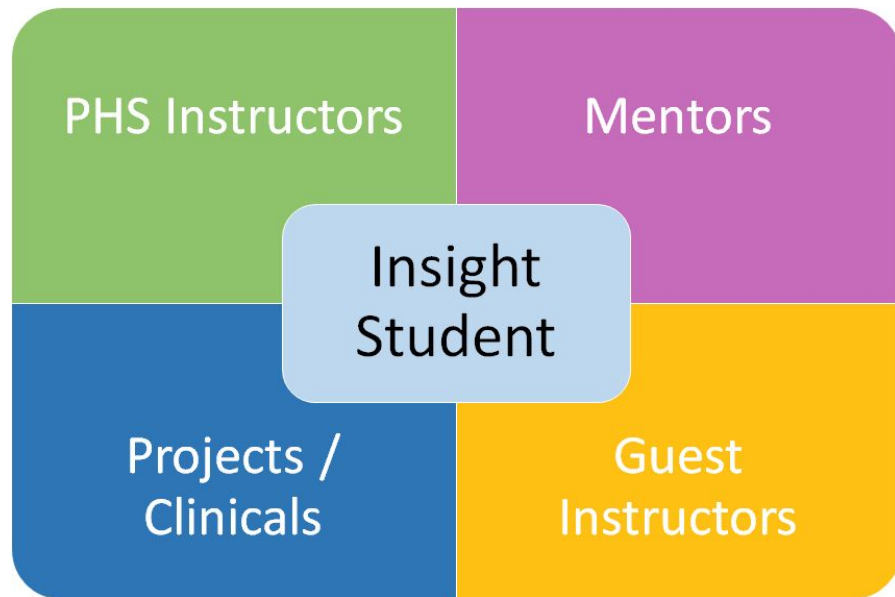 PHS Instructors
Mentors
Insight
Student
Projects /
Clinicals
Guest
Instructors